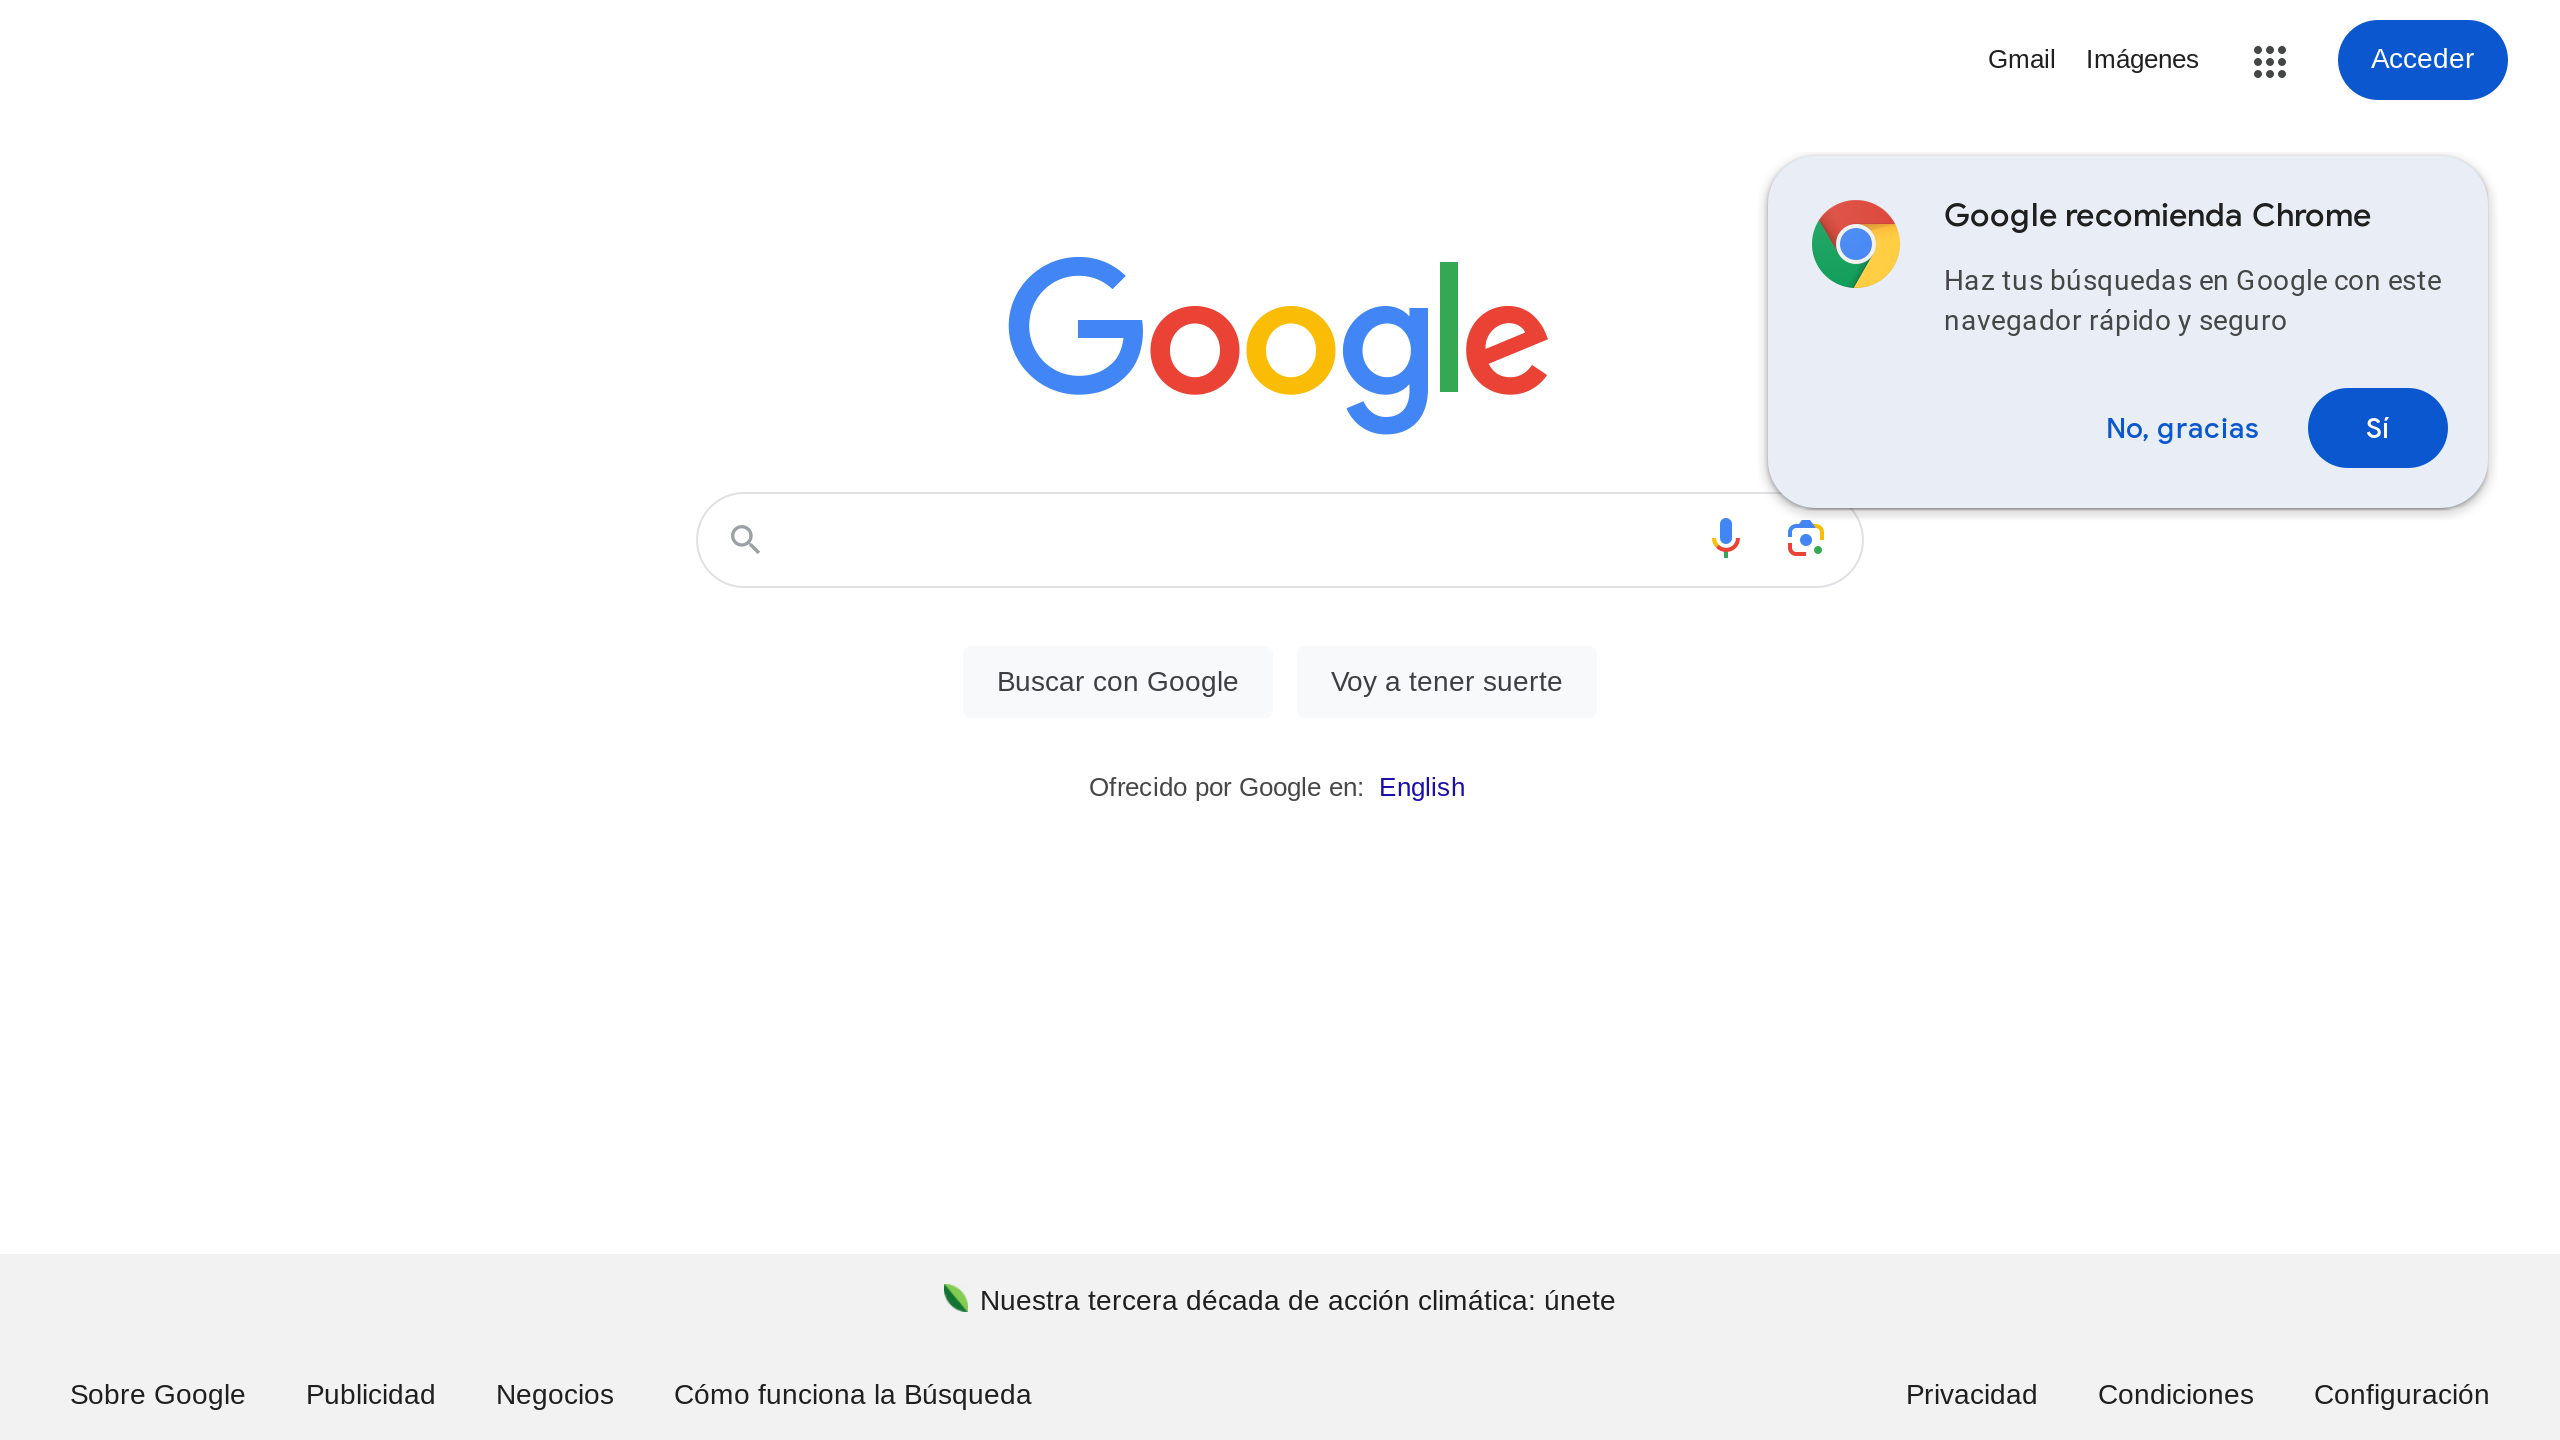 Gmail Imágenes Acceder
Google recomienda Chrome
Haz tus búsquedas en Google con este
navegador rápido y seguro
No, gracias Sí
Google
Buscar con Google Voy a tener suerte
Ofrecido por Google en: English
Nuestra tercera década de acción climática: únete
Sobre Google Publicidad Negocios Cómo funciona la Búsqueda Privacidad Condiciones Configuración